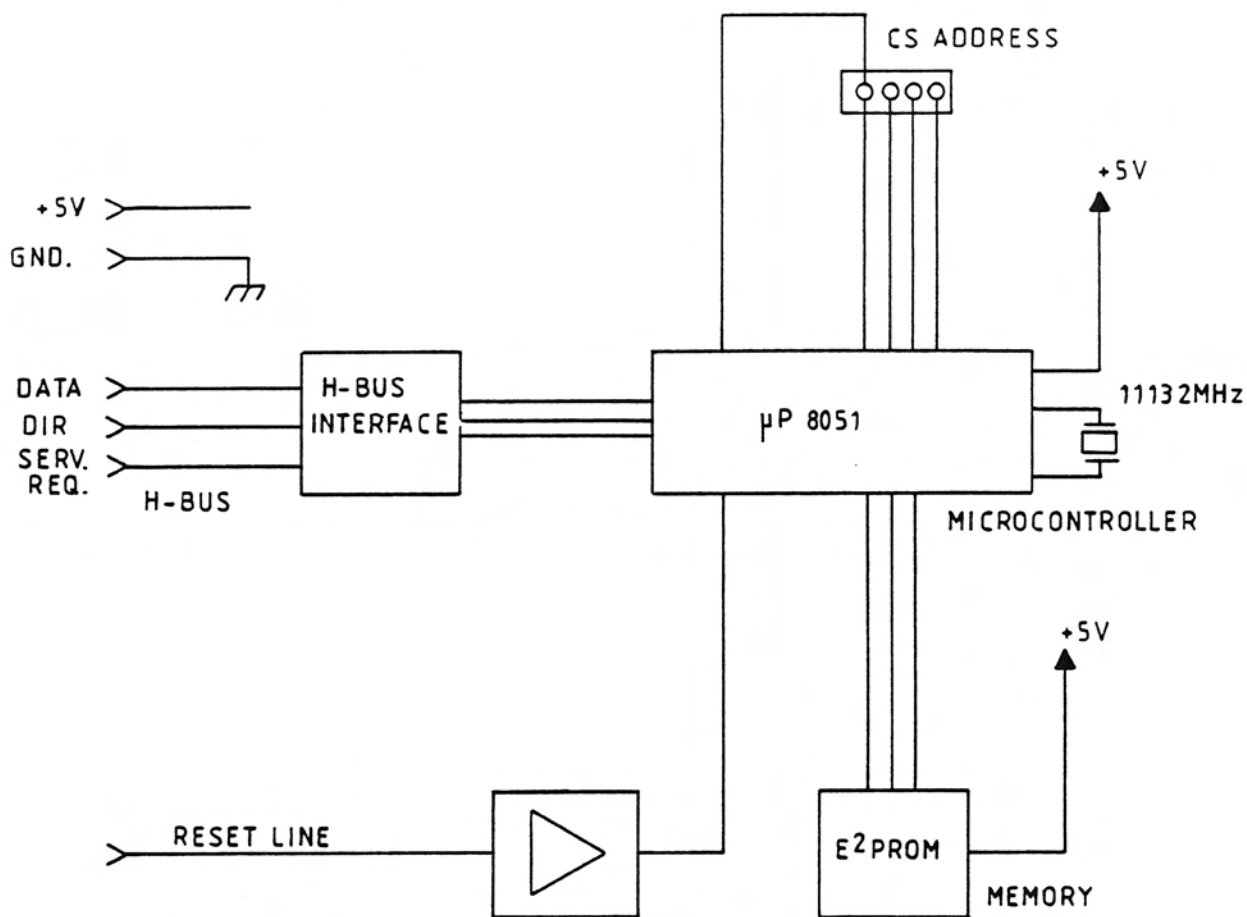 CS ADDRESS
+5V
+5V
GND.
DATA
DIR
SERV.
REQ.
H-BUS
H-BUS
INTERFACE
µP 8051
11132MHz
MICROCONTROLLER
+5V
RESET LINE
E²PROM
MEMORY